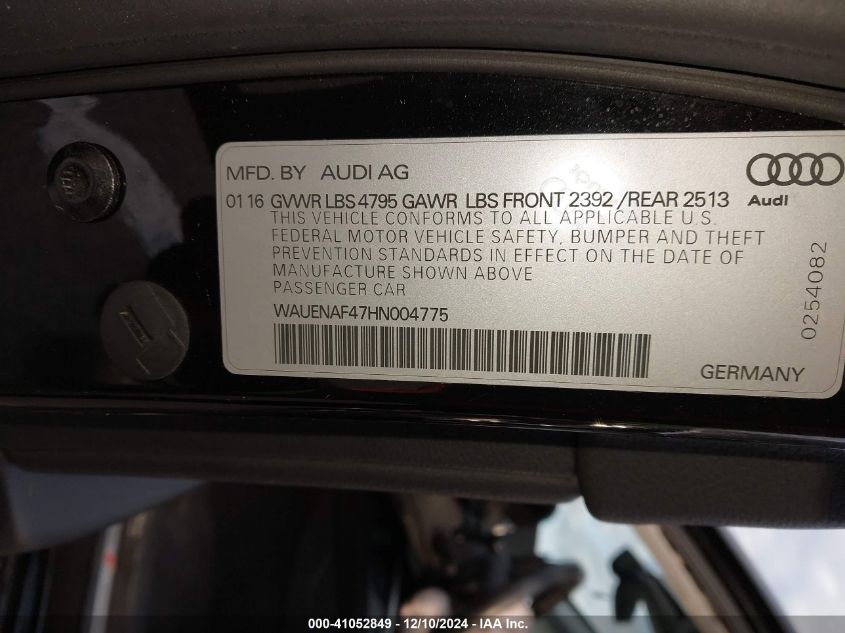 MFD. BY AUDI AG
01 16 GVWR LBS 4795 GAWR LBS FRONT 2392 /REAR 2513
Audi
THIS VEHICLE CONFORMS TO ALL APPLICABLE U.S.
FEDERAL MOTOR VEHICLE SAFETY, BUMPER AND THEFT
PREVENTION STANDARDS IN EFFECT ON THE DATE OF
MANUFACTURE SHOWN ABOVE
PASSENGER CAR
WAUENAF47HN004775
0254082
GERMANY
000-41052849 - 12/10/2024 - IAA Inc.